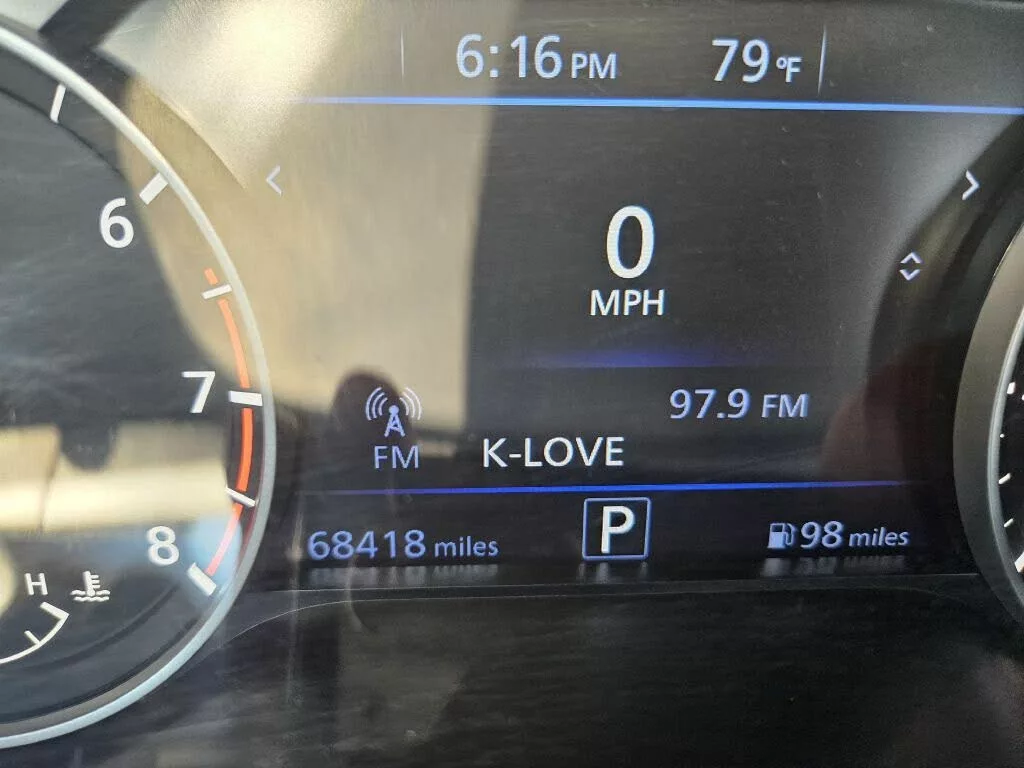 6:16 PM 79 °F
6
0
MPH
7
97.9 FM
FM K-LOVE
8
68418 miles P 98 miles
H